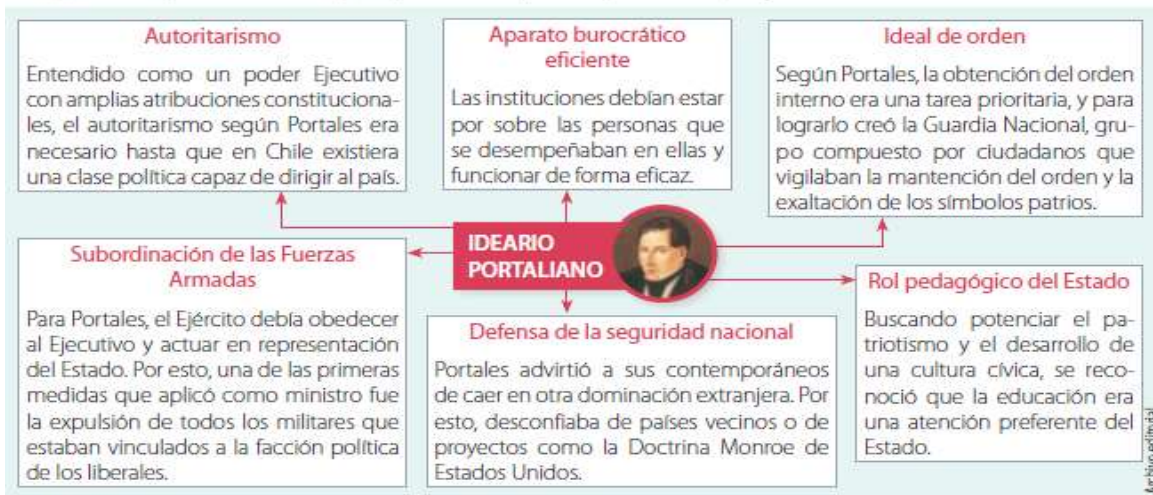 Autoritarismo
Entendido como un poder Ejecutivo
con amplias atribuciones constituciona-
les, el autoritarismo según Portales era
necesario hasta que en Chile existiera
una clase política capaz de dirigir al país.
Aparato burocrático
eficiente
Las instituciones debían estar
por sobre las personas que
se desempeñaban en ellas y
funcionar de forma eficaz.
Ideal de orden
Según Portales, la obtención del orden
interno era una tarea prioritaria, y para
lograrlo creó la Guardia Nacional, gru-
po compuesto por ciudadanos que
vigilaban la mantención del orden y la
exaltación de los símbolos patrios.
IDEARIO
PORTALIANO
Subordinación de las Fuerzas
Armadas
Para Portales, el Ejército debía obedecer
al Ejecutivo y actuar en representación
del Estado. Por esto, una de las primeras
medidas que aplicó como ministro fue
la expulsión de todos los militares que
estaban vinculados a la facción política
de los liberales.
Defensa de la seguridad nacional
Portales advirtió a sus contemporáneos
de caer en otra dominación extranjera. Por
esto, desconfiaba de países vecinos o de
proyectos como la Doctrina Monroe de
Estados Unidos.
Rol pedagógico del Estado
Buscando potenciar el pa-
triotismo y el desarrollo de
una cultura cívica, se reco-
noció que la educación era
una atención preferente del
Estado.
Archivo editorial